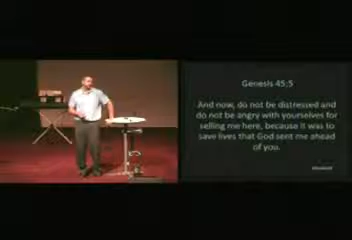 Genesis 45:5
And now, do not be distressed and
do not be angry with yourselves for
selling me here, because it was to
save lives that God sent me ahead
of you.